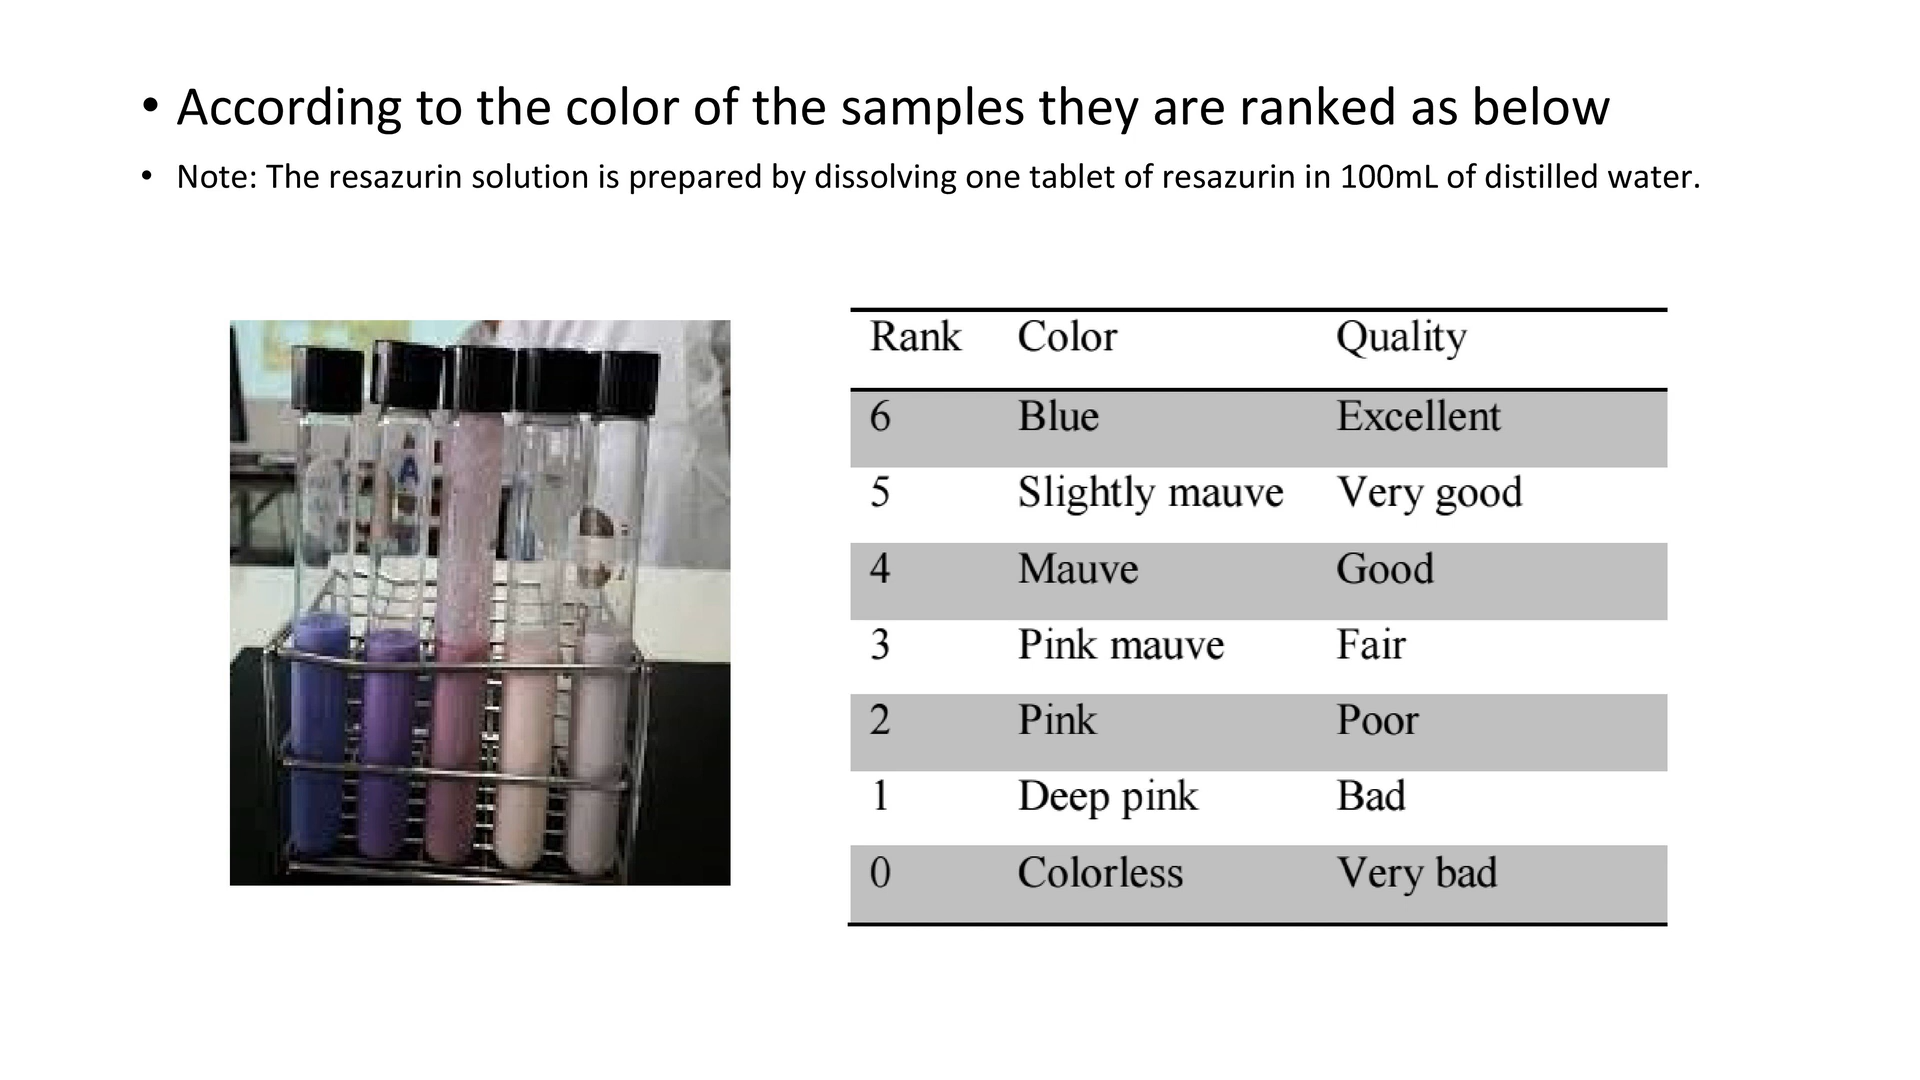 • According to the color of the samples they are ranked as below
• Note: The resazurin solution is prepared by dissolving one tablet of resazurin in 100mL of distilled water.
A
Rank Color Quality
6 Blue Excellent
5 Slightly mauve Very good
4 Mauve Good
3 Pink mauve Fair
2 Pink Poor
1 Deep pink Bad
0 Colorless Very bad